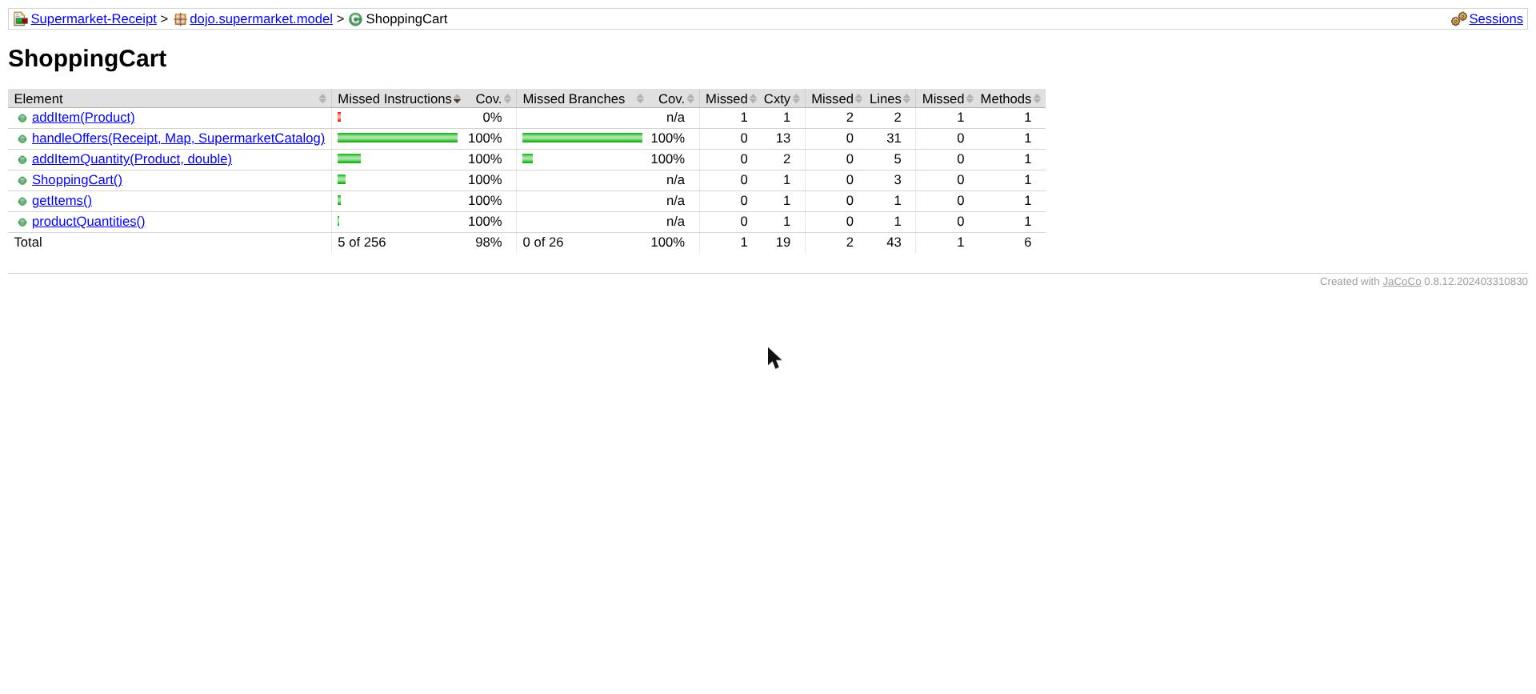 Supermarket-Receipt > dojo.supermarket.model > ShoppingCart Sessions
ShoppingCart
Element Missed Instructions Cov. Missed Branches Cov. Missed Cxty Missed Lines Missed Methods
addItem(Product) 0% n/a 1 1 2 2 1 1
handleOffers(Receipt, Map, SupermarketCatalog) 100% 100% 0 13 0 31 0 1
addItemQuantity(Product, double) 100% 100% 0 2 0 5 0 1
ShoppingCart() 100% n/a 0 1 0 3 0 1
getItems() 100% n/a 0 1 0 1 0 1
productQuantities() 100% n/a 0 1 0 1 0 1
Total 5 of 256 98% 0 of 26 100% 1 19 2 43 1 6
Created with JaCoCo 0.8.12.202403310830